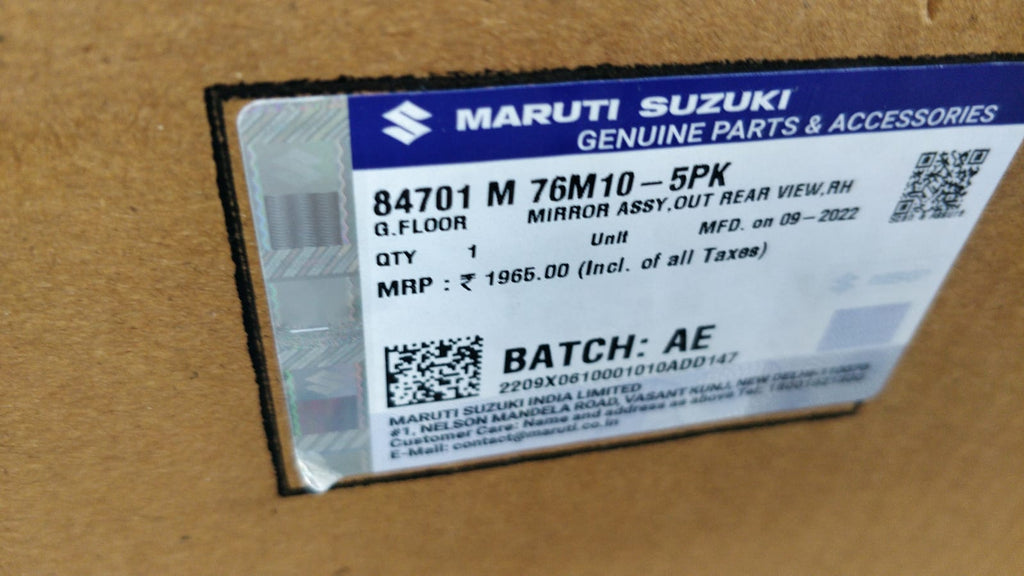 MARUTI SUZUKI
GENUINE PARTS & ACCESSORIES
84701 M 76M10-5PK
G.FLOOR MIRROR ASSY,OUT REAR VIEW,RH
QTY 1 Unit MFD. on 09-2022
MRP : ₹ 1965.00 (Incl. of all Taxes)
BATCH: AE
2209X0610001010ADD147
MARUTI SUZUKI INDIA LIMITED
#1, NELSON MANDELA ROAD, VASANT KUNJ, NEW DELHI-110070
Customer Care: Name and address as above Tel:
E-Mail: contact@maruti.co.in